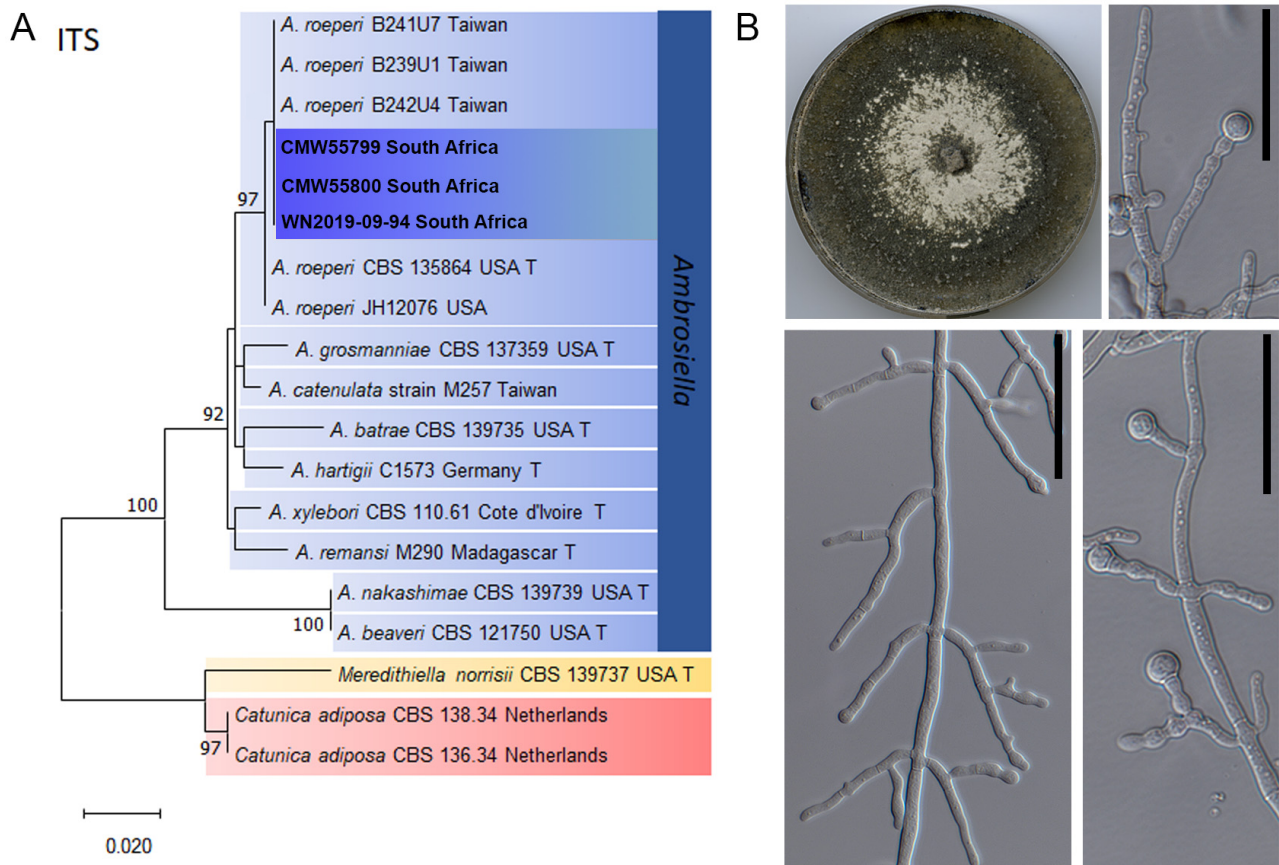 A
ITS
A. roeperi B241U7 Taiwan
A. roeperi B239U1 Taiwan
A. roeperi B242U4 Taiwan
CMW55799 South Africa
CMW55800 South Africa
WN2019-09-94 South Africa
97
A. roeperi CBS 135864 USA T
A. roeperi JH12076 USA
A. grosmanniae CBS 137359 USA T
A. catenulata strain M257 Taiwan
92
A. batrae CBS 139735 USA T
A. hartigii C1573 Germany T
100
A. xylebori CBS 110.61 Cote d'Ivoire T
A. remansi M290 Madagascar T
A. nakashimae CBS 139739 USA T
100
A. beaveri CBS 121750 USA T
Ambrosiella
Meredithiella norrisii CBS 139737 USA T
Catunica adiposa CBS 138.34 Netherlands
97
Catunica adiposa CBS 136.34 Netherlands
0.020
B